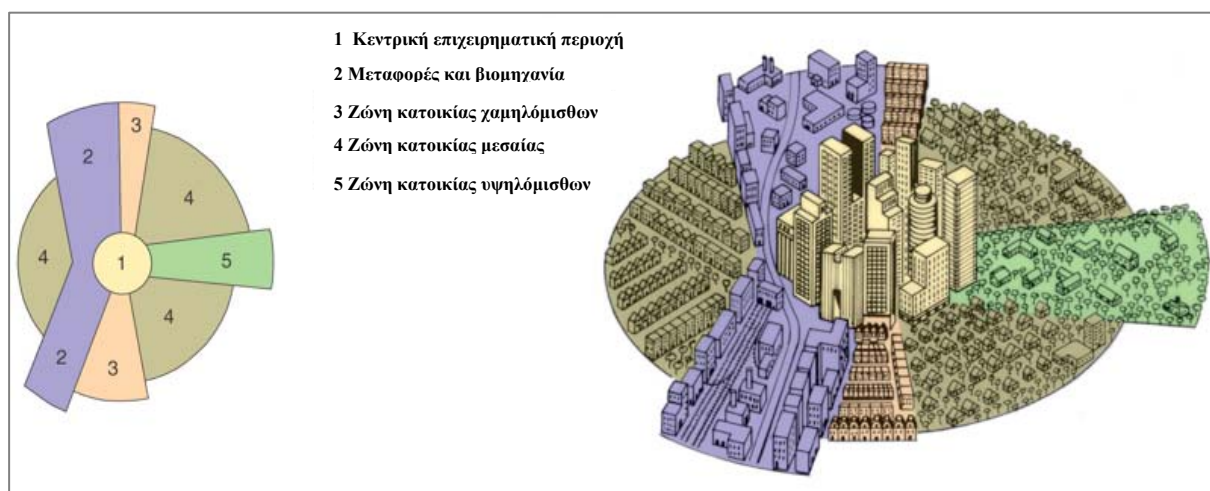 1 Κεντρική επιχειρηματική περιοχή
2 Μεταφορές και βιομηχανία
3 Ζώνη κατοικίας χαμηλόμισθων
4 Ζώνη κατοικίας μεσαίας
5 Ζώνη κατοικίας υψηλόμισθων
3
2
4
4
1
5
4
2
3